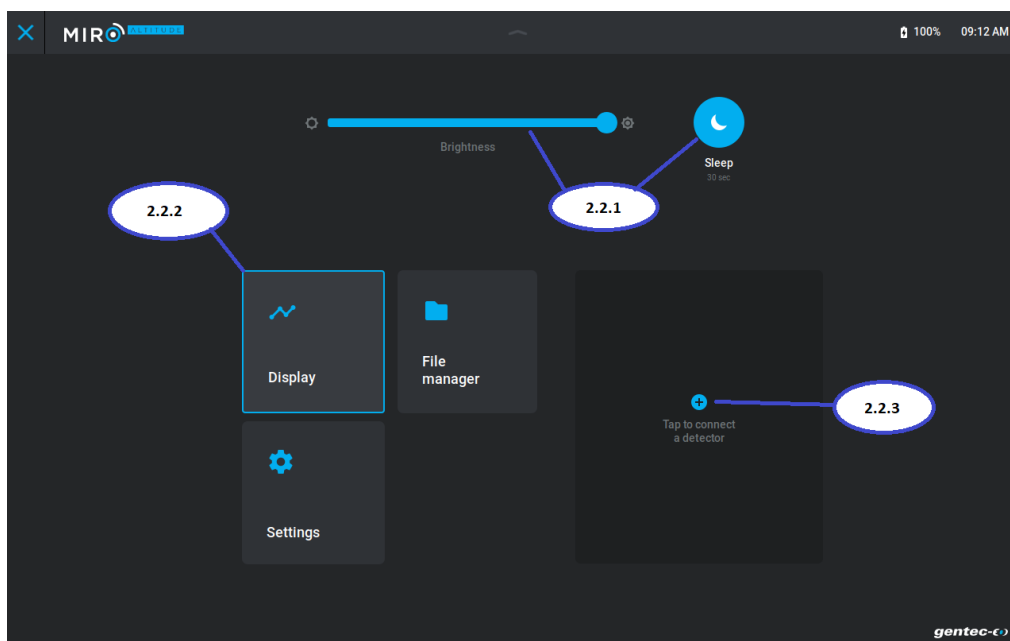 MIRO ALTITUDE
100% 09:12 AM
Brightness
Sleep
30 sec
2.2.1
2.2.2
Display
File
manager
Tap to connect
a detector
2.2.3
Settings
gentec-eo